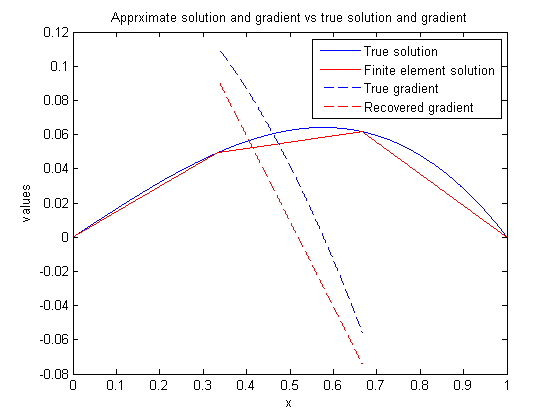 Apprximate solution and gradient vs true solution and gradient
0.12
0.1
0.08
0.06
0.04
0.02
0
-0.02
-0.04
-0.06
-0.08
values
True solution
Finite element solution
True gradient
Recovered gradient
0 0.1 0.2 0.3 0.4 0.5 0.6 0.7 0.8 0.9 1
x